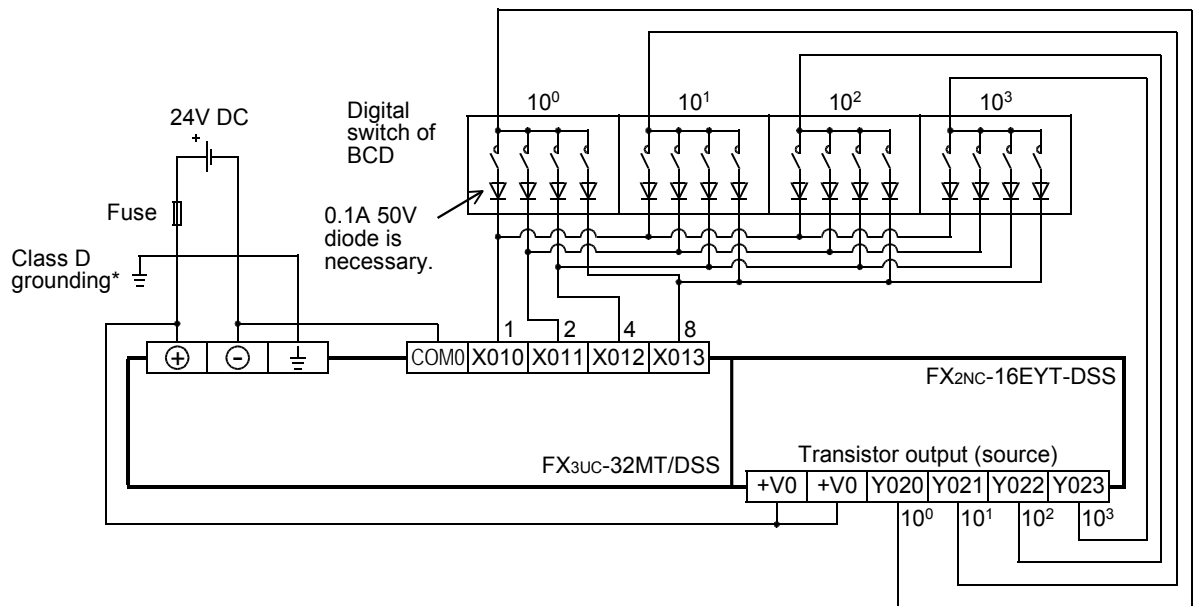 10⁰ 10¹ 10² 10³
Digital
switch of
BCD
24V DC
+
Fuse
0.1A 50V
diode is
necessary.
Class D
grounding*
1 2 4 8
+ - COM0 X010 X011 X012 X013
FX2NC-16EYT-DSS
FX3UC-32MT/DSS
Transistor output (source)
+V0 +V0 Y020 Y021 Y022 Y023
10⁰ 10¹ 10² 10³